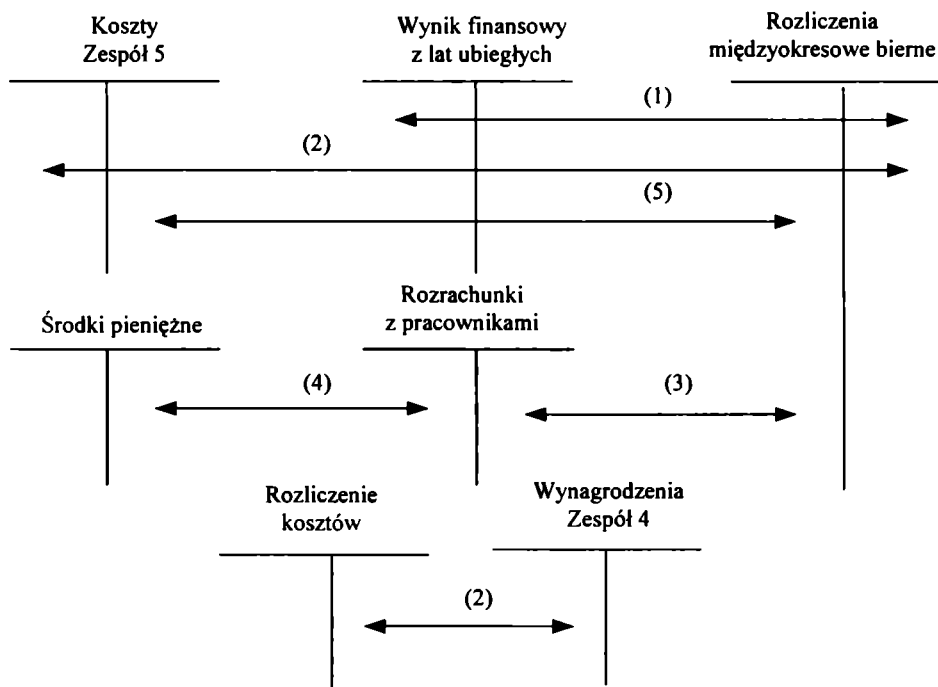 Koszty
Zespół 5
Wynik finansowy
z lat ubiegłych
Rozliczenia
międzyokresowe bierne
(1)
(2)
(5)
Środki pieniężne
Rozrachunki
z pracownikami
(4)
(3)
Rozliczenie
kosztów
Wynagrodzenia
Zespół 4
(2)